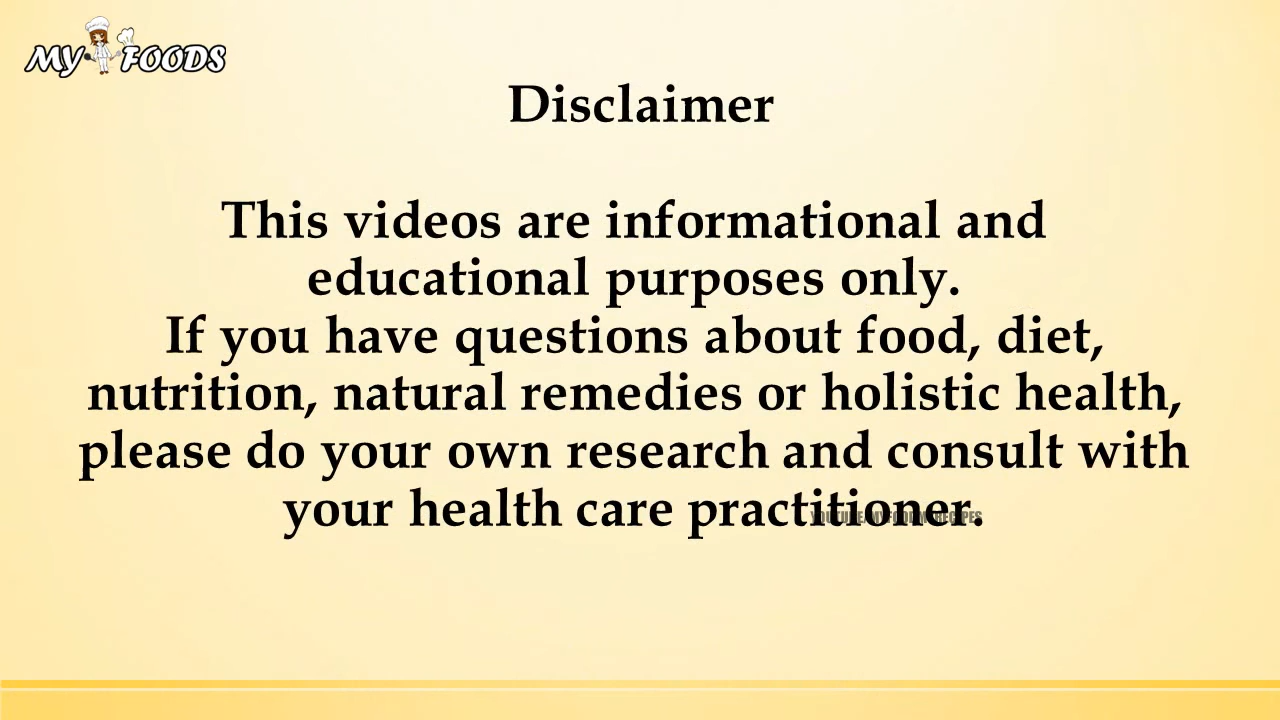 MY FOODS
Disclaimer
This videos are informational and
educational purposes only.
If you have questions about food, diet,
nutrition, natural remedies or holistic health,
please do your own research and consult with
your health care practitioner.